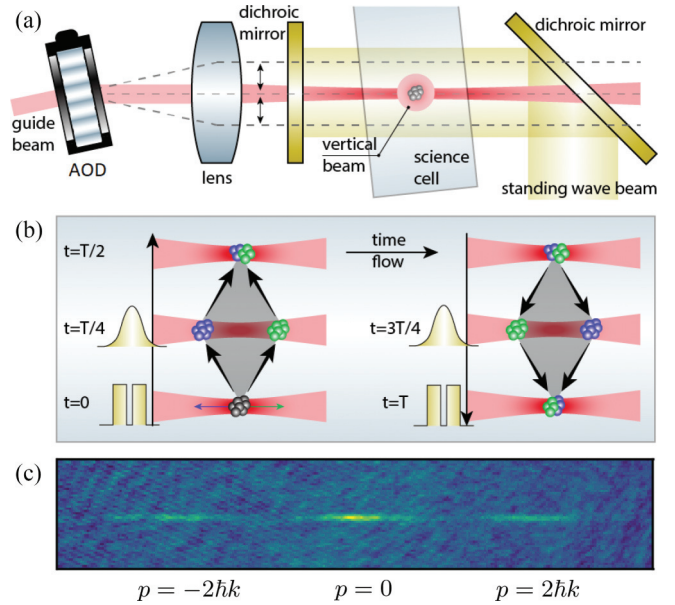 (a)
dichroic
mirror
dichroic mirror
guide
beam
AOD
lens
vertical
beam
science
cell
standing wave beam
(b)
t=T/2
time
flow
t=T/4
t=3T/4
t=0
t=T
(c)
p = −2ħk
p = 0
p = 2ħk